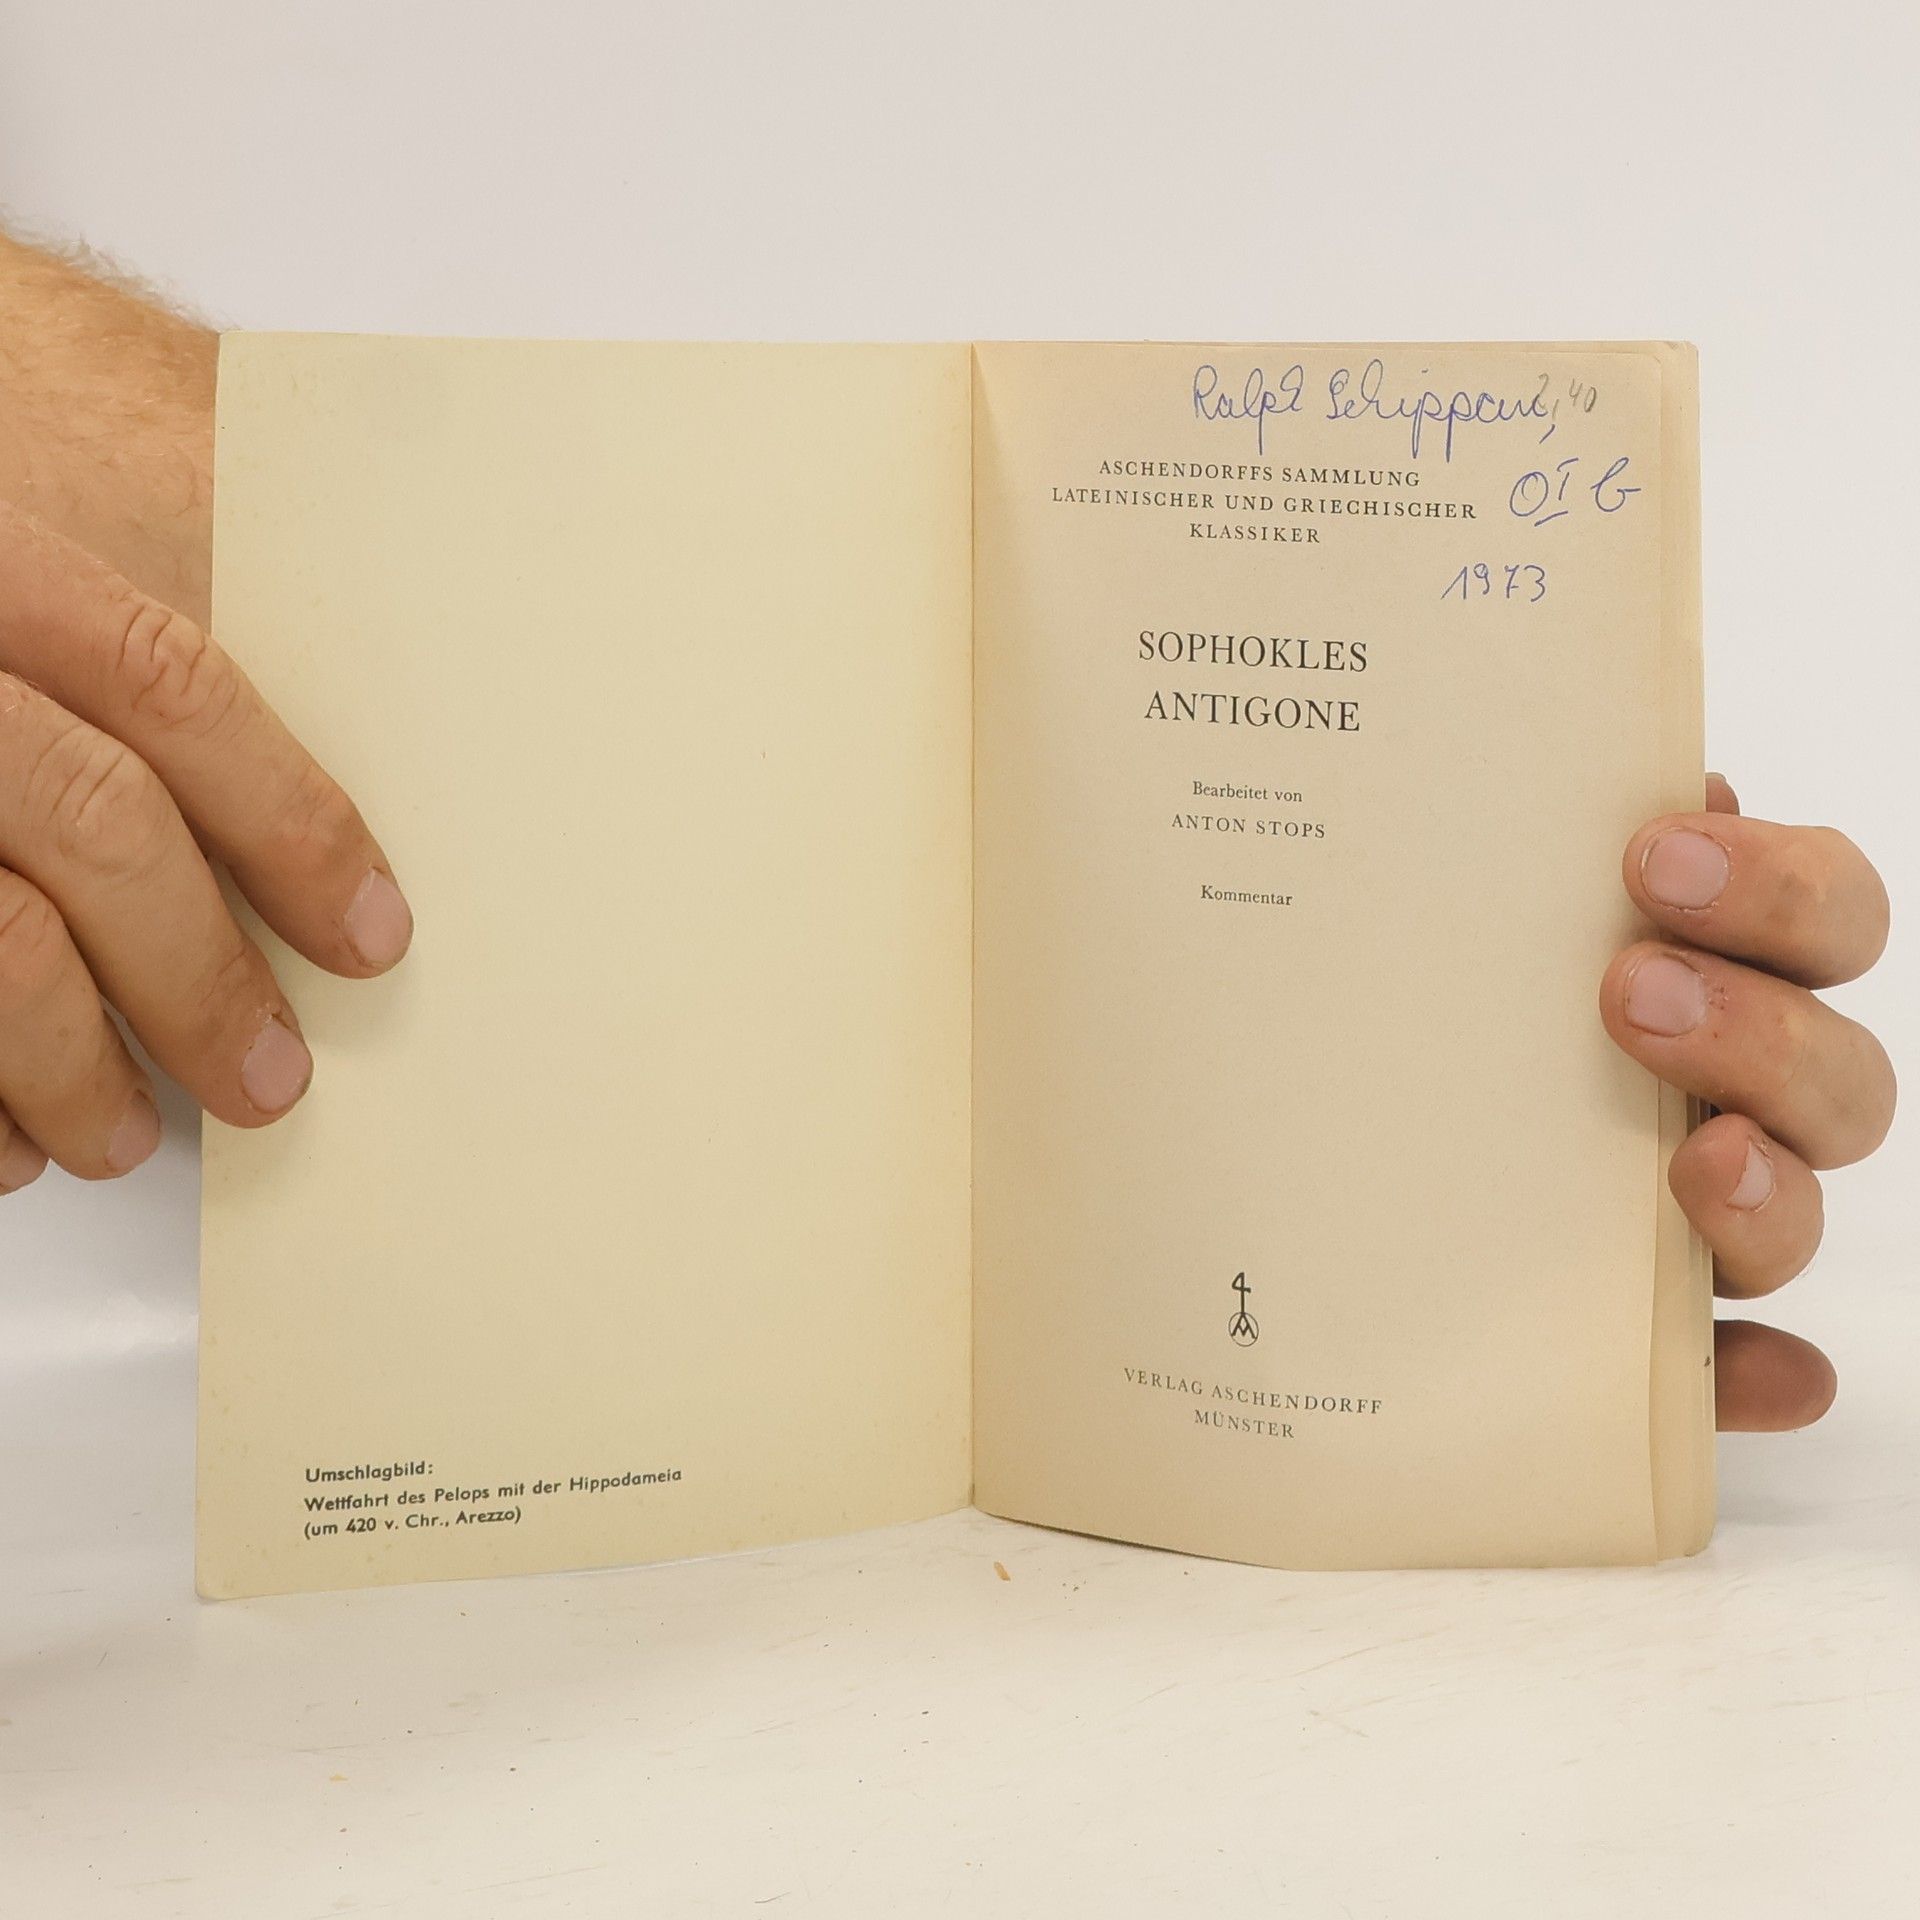 Umschlagbild:
Wettfahrt des Pelops mit der Hippodameia
(um 420 v. Chr., Arezzo)
Ralph 2,40
ASCHENDORFFS SAMMLUNG
LATEINISCHER UND GRIECHISCHER
KLASSIKER
OI b
1973
SOPHOKLES
ANTIGONE
Bearbeitet von
ANTON STOPS
Kommentar
VERLAG ASCHENDORFF
MÜNSTER